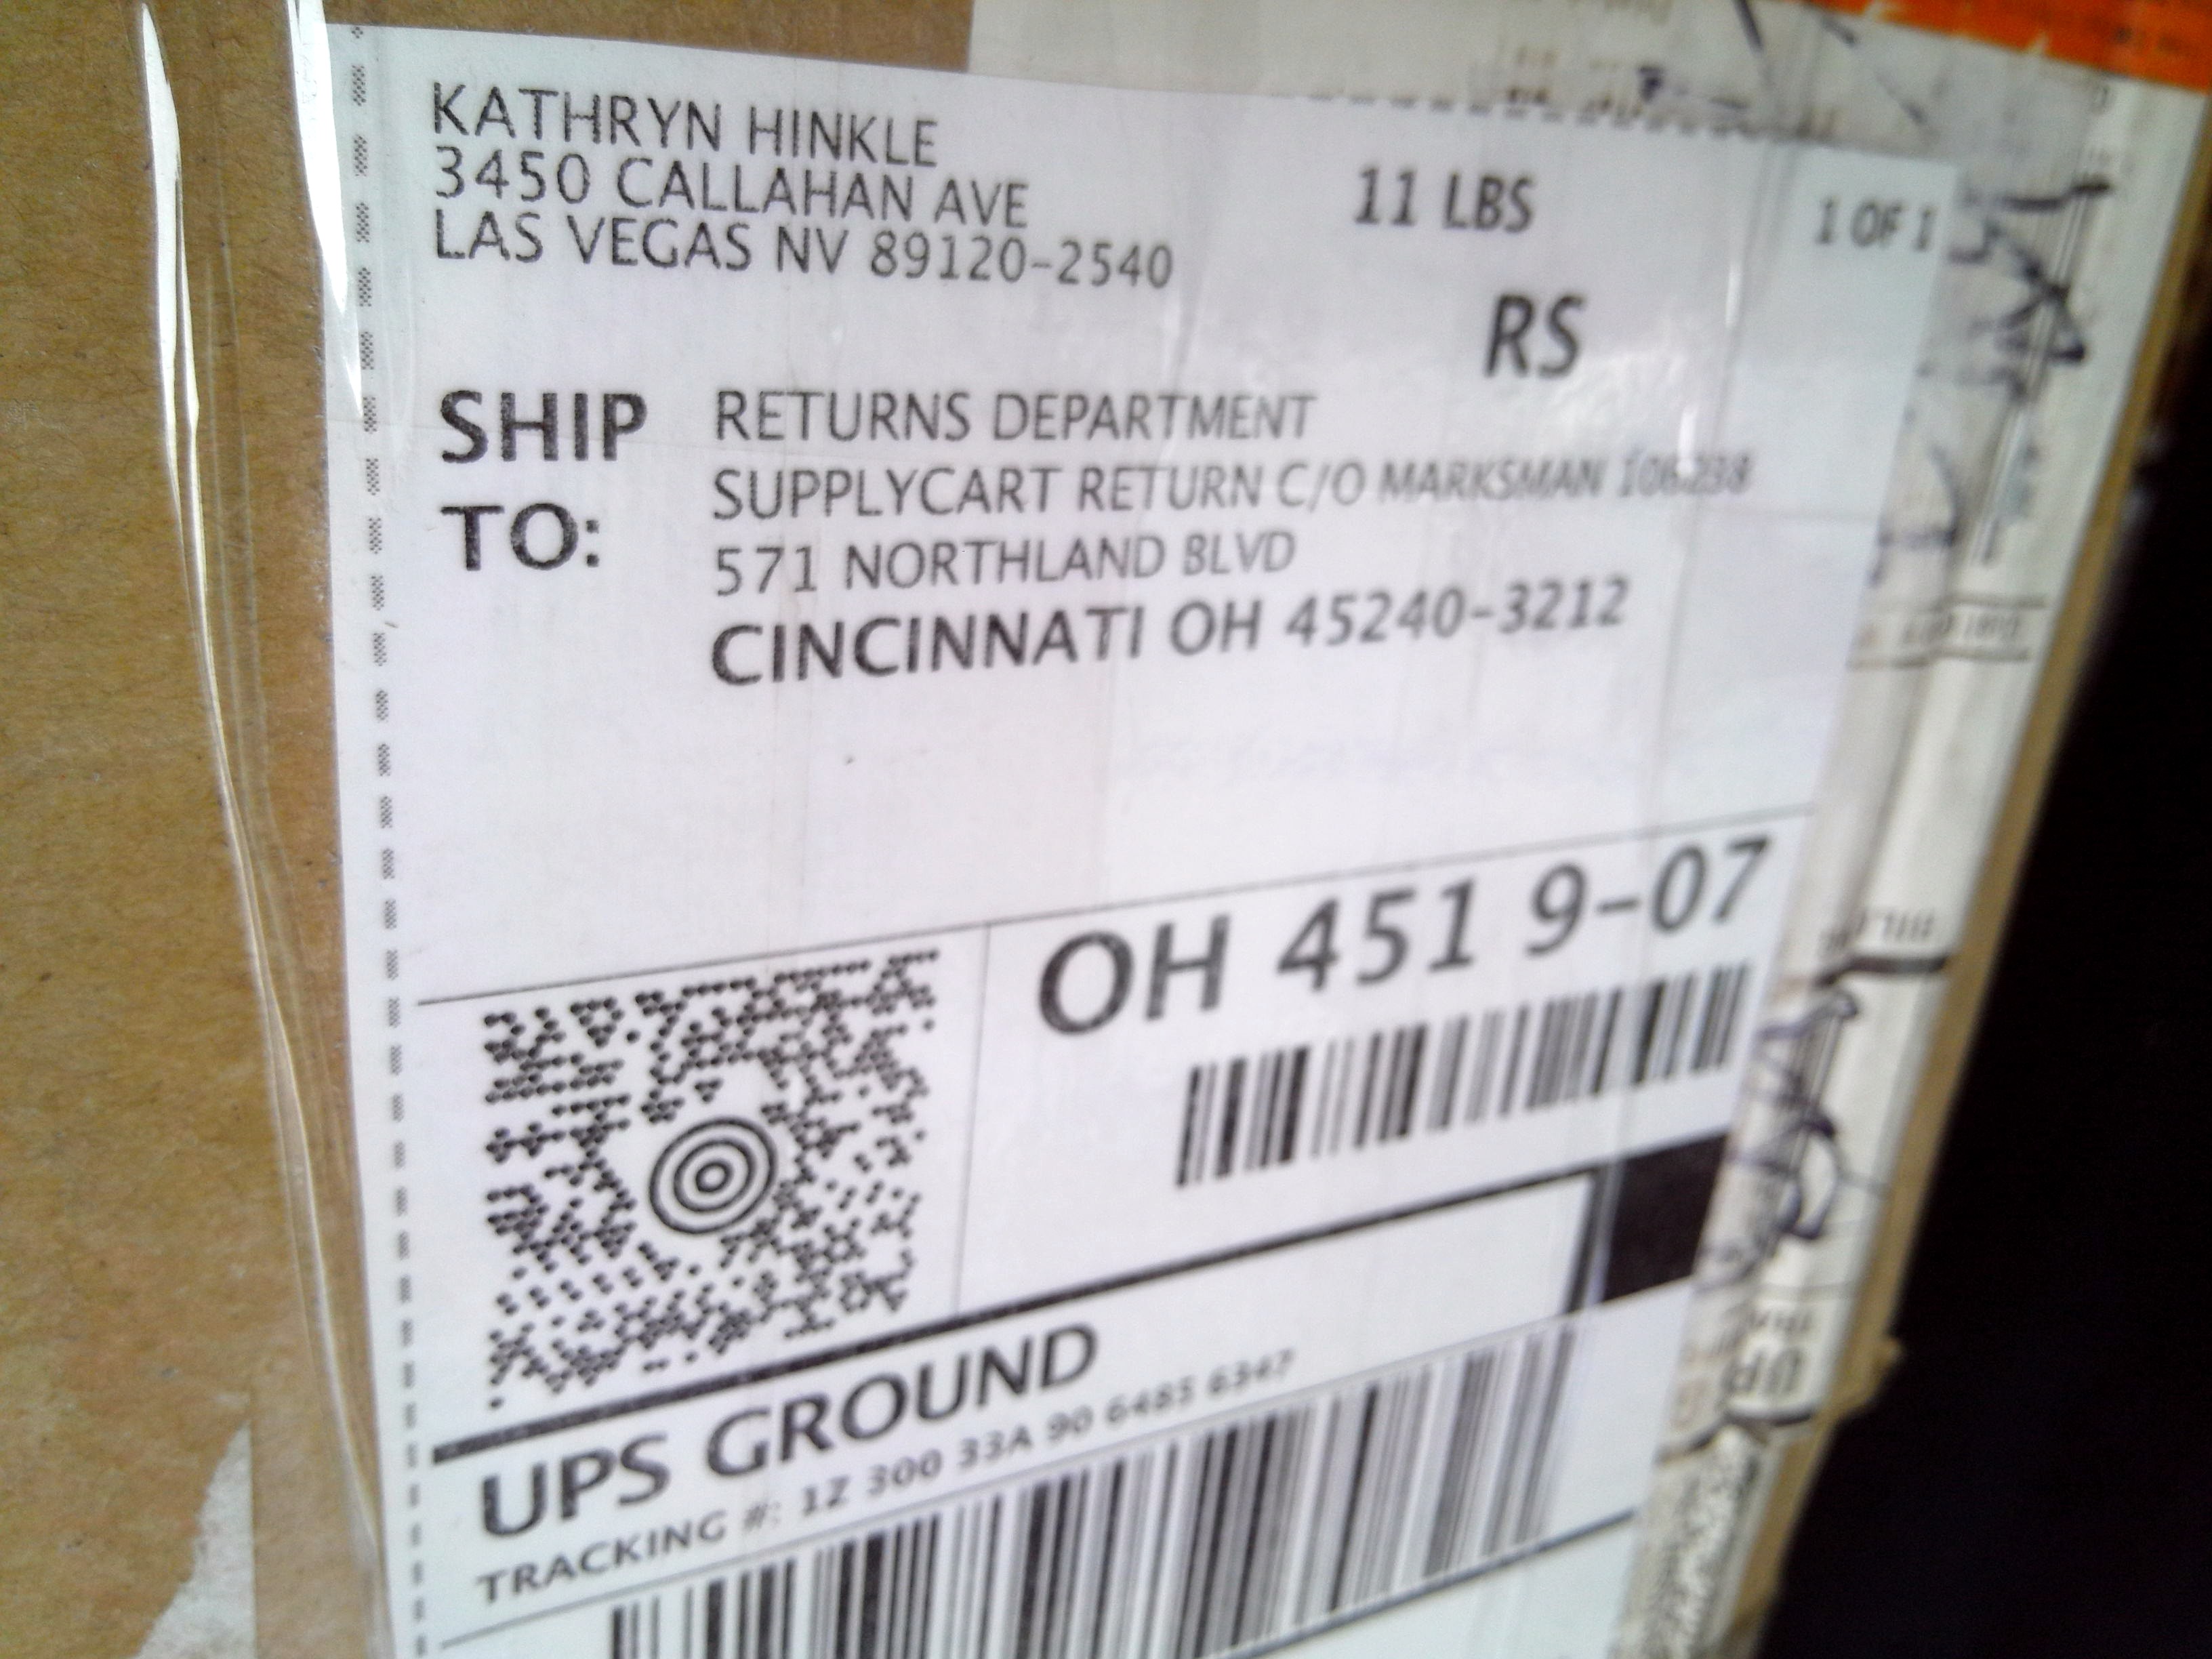 KATHRYN HINKLE
3450 CALLAHAN AVE
LAS VEGAS NV 89120-2540
11 LBS
1 OF 1
RS
SHIP TO:
RETURNS DEPARTMENT
SUPPLYCART RETURN C/O MARKSMAN 106238
571 NORTHLAND BLVD
CINCINNATI OH 45240-3212
OH 451 9-07
UPS GROUND
TRACKING #: 1Z 300 33A 90 6485 6347